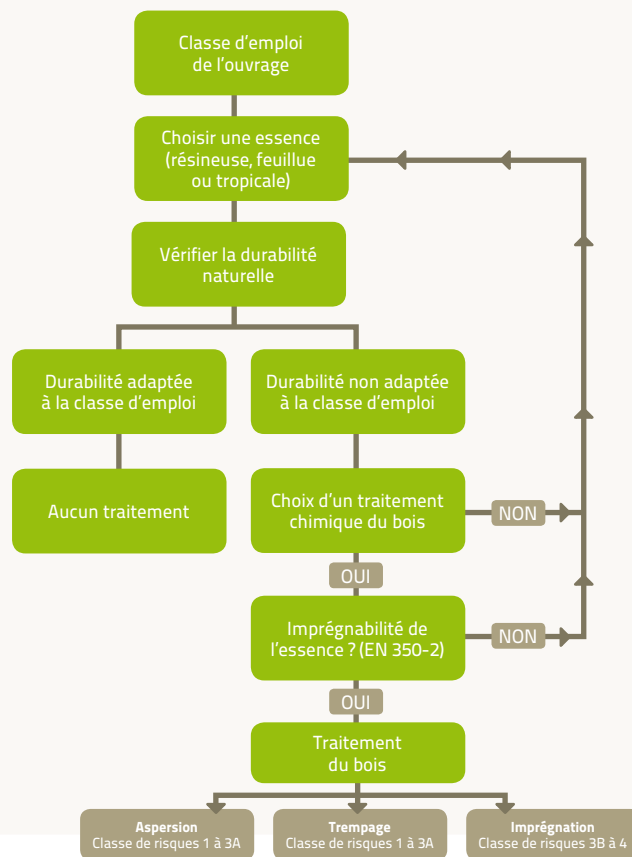 Classe d'emploi
de l'ouvrage
Choisir une essence
(résineuse, feuillue
ou tropicale)
Vérifier la durabilité
naturelle
Durabilité adaptée
à la classe d'emploi
Durabilité non adaptée
à la classe d'emploi
Aucun traitement
Choix d'un traitement
chimique du bois
NON
OUI
Imprégnabilité de
l'essence ? (EN 350-2)
NON
OUI
Traitement
du bois
Aspersion
Classe de risques 1 à 3A
Trempage
Classe de risques 1 à 3A
Imprégnation
Classe de risques 3B à 4